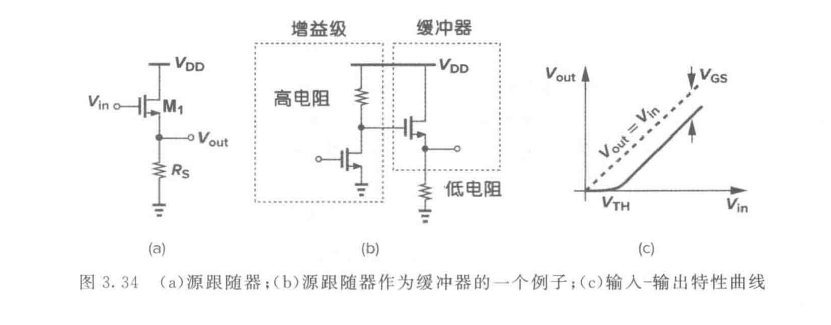 增益级
缓冲器
V_DD
V_in
M_1
V_out
R_S
(a)
高电阻
V_DD
低电阻
(b)
V_out
V_GS
V_out = V_in
V_TH
V_in
(c)
图 3.34 (a)源跟随器;(b)源跟随器作为缓冲器的一个例子;(c)输入-输出特性曲线